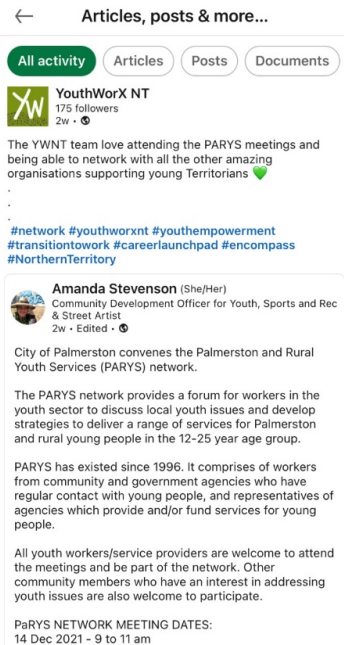 Articles, posts & more...
All activity
Articles
Posts
Documents
YW
YouthWorX NT
175 followers
2w •
The YWNT team love attending the PARYS meetings and
being able to network with all the other amazing
organisations supporting young Territorians 💚
.
.
.
#network #youthworxnt #youthempowerment
#transitiontowork #careerlaunchpad #encompass
#NorthernTerritory
Amanda Stevenson (She/Her)
Community Development Officer for Youth, Sports and Rec
& Street Artist
2w • Edited •
City of Palmerston convenes the Palmerston and Rural
Youth Services (PARYS) network.
The PARYS network provides a forum for workers in the
youth sector to discuss local youth issues and develop
strategies to deliver a range of services for Palmerston
and rural young people in the 12-25 year age group.
PARYS has existed since 1996. It comprises of workers
from community and government agencies who have
regular contact with young people, and representatives of
agencies which provide and/or fund services for young
people.
All youth workers/service providers are welcome to attend
the meetings and be part of the network. Other
community members who have an interest in addressing
youth issues are also welcome to participate.
PaRYS NETWORK MEETING DATES:
14 Dec 2021 - 9 to 11 am